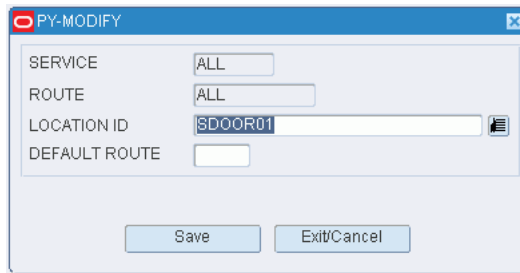 PY-MODIFY
SERVICE ALL
ROUTE ALL
LOCATION ID SDOOR01
DEFAULT ROUTE
Save Exit/Cancel